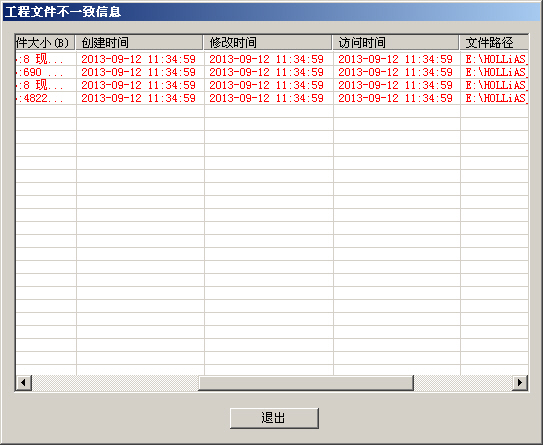 工程文件不一致信息
件大小(B) 创建时间 修改时间 访问时间 文件路径
:8 现... 2013-09-12 11:34:59 2013-09-12 11:34:59 2013-09-12 11:34:59 E:\HOLLiAS_
:690 ... 2013-09-12 11:34:59 2013-09-12 11:34:59 2013-09-12 11:34:59 E:\HOLLiAS_
:8 现... 2013-09-12 11:34:59 2013-09-12 11:34:59 2013-09-12 11:34:59 E:\HOLLiAS_
:4822... 2013-09-12 11:34:59 2013-09-12 11:34:59 2013-09-12 11:34:59 E:\HOLLiAS_
退出